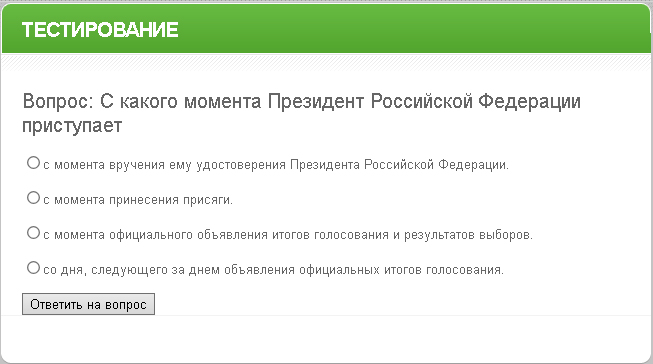 ТЕСТИРОВАНИЕ
Вопрос: С какого момента Президент Российской Федерации
приступает
с момента вручения ему удостоверения Президента Российской Федерации.
с момента принесения присяги.
с момента официального объявления итогов голосования и результатов выборов.
со дня, следующего за днем объявления официальных итогов голосования.
Ответить на вопрос